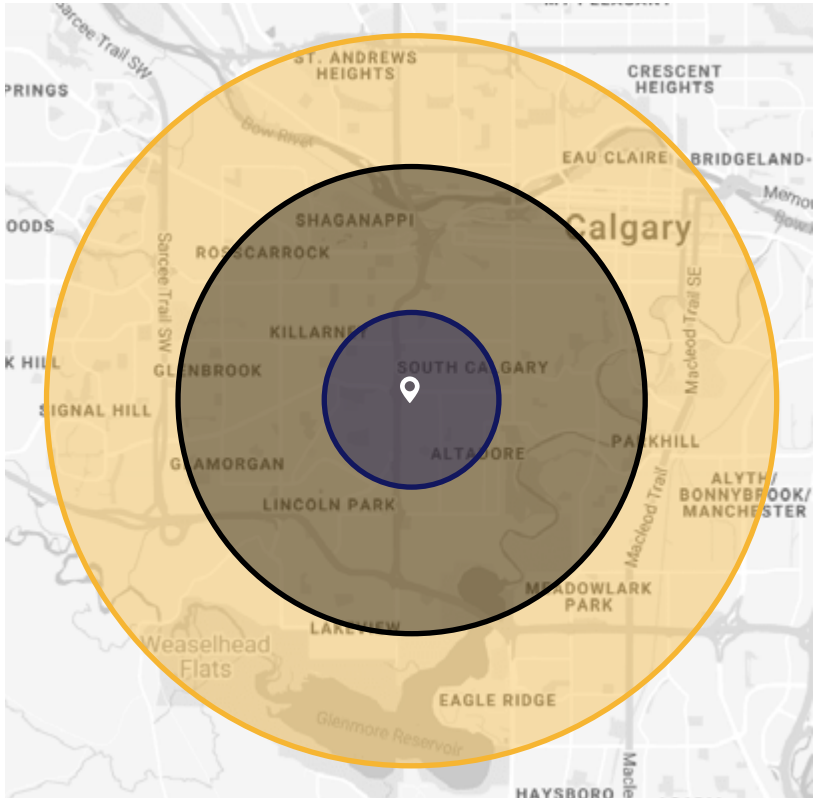 Sarcee Trail SW
ST. ANDREWS
HEIGHTS
CRESCENT
HEIGHTS
PRINGS
Bow River
EAU CLAIRE
BRIDGELAND-
SHAGANAPPI
OODS
Calgary
ROSSCARROCK
Sarcee Trail SW
Macleod Trail SE
KILLARNEY
K HILL
GLENBROOK
SOUTH CALGARY
SIGNAL HILL
PARKHILL
ALTADORE
GLAMORGAN
ALYTH/
BONNYBROOK/
MANCHESTER
LINCOLN PARK
Macleod Trail
MEADOWLARK
PARK
LAKEVIEW
Weaselhead
Flats
EAGLE RIDGE
Glenmore Reservoir
Macle
HAYSBORO